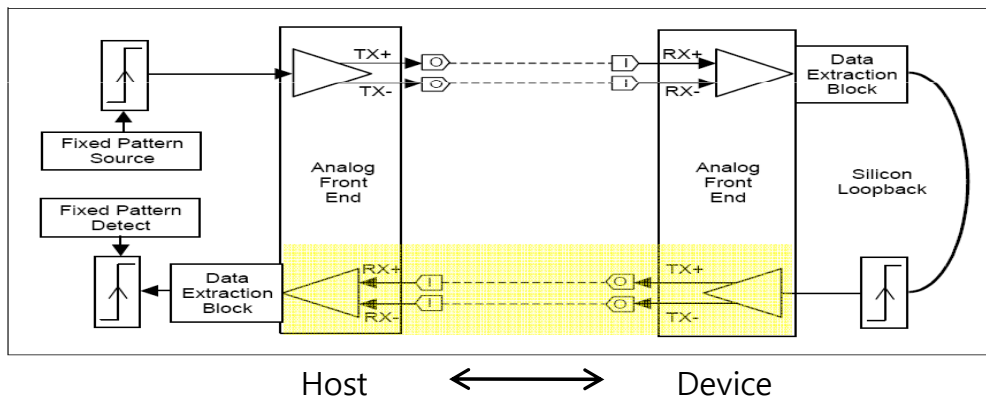 TX+
O
I
RX+
TX-
O
I
RX-
Data
Extraction
Block
Fixed Pattern
Source
Analog
Front
End
Analog
Front
End
Silicon
Loopback
Fixed Pattern
Detect
Data
Extraction
Block
RX+
I
O
TX+
RX-
I
O
TX-
Host
Device